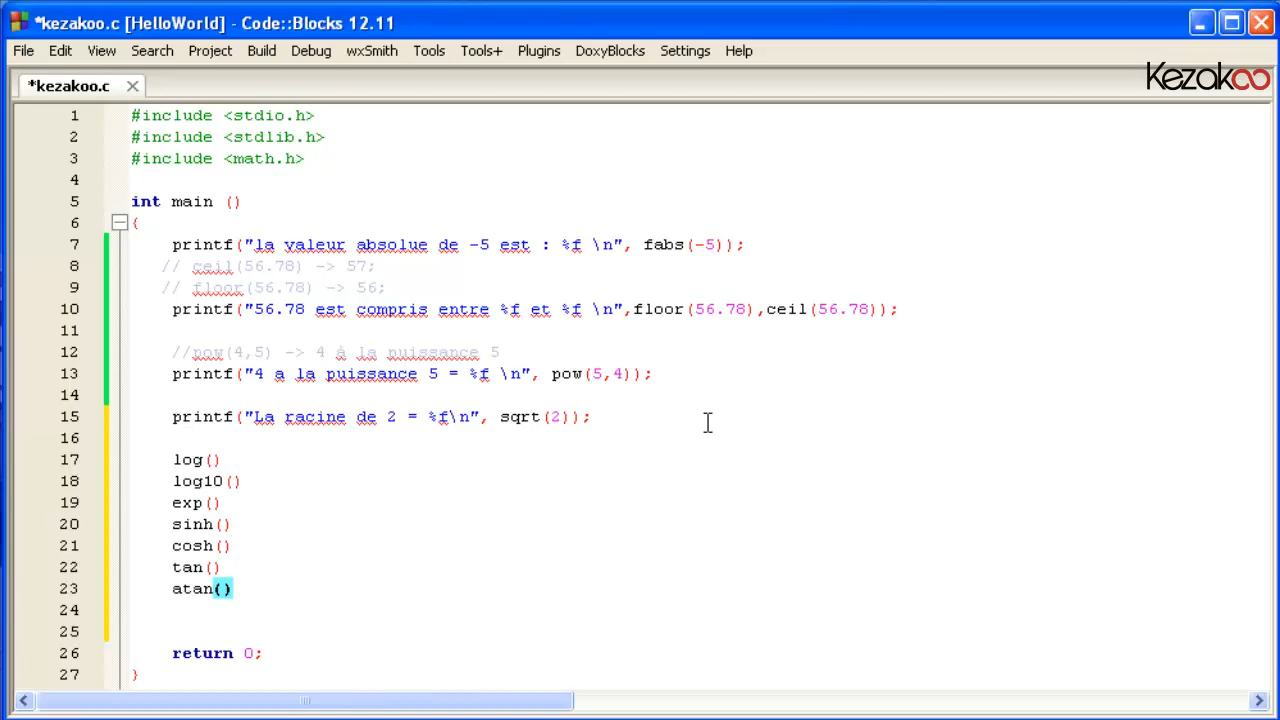 *kezakoo.c [HelloWorld] - Code::Blocks 12.11
File Edit View Search Project Build Debug wxSmith Tools Tools+ Plugins DoxyBlocks Settings Help
Kezakoo
*kezakoo.c
1 #include <stdio.h>
2 #include <stdlib.h>
3 #include <math.h>
4
5 int main ()
6 {
7 printf("la valeur absolue de -5 est : %f \n", fabs(-5));
8 // ceil(56.78) -> 57;
9 // floor(56.78) -> 56;
10 printf("56.78 est compris entre %f et %f \n",floor(56.78),ceil(56.78));
11
12 //pow(4,5) -> 4 à la puissance 5
13 printf("4 a la puissance 5 = %f \n", pow(5,4));
14
15 printf("La racine de 2 = %f\n", sqrt(2));
16
17 log()
18 log10()
19 exp()
20 sinh()
21 cosh()
22 tan()
23 atan()
24
25
26 return 0;
27 }